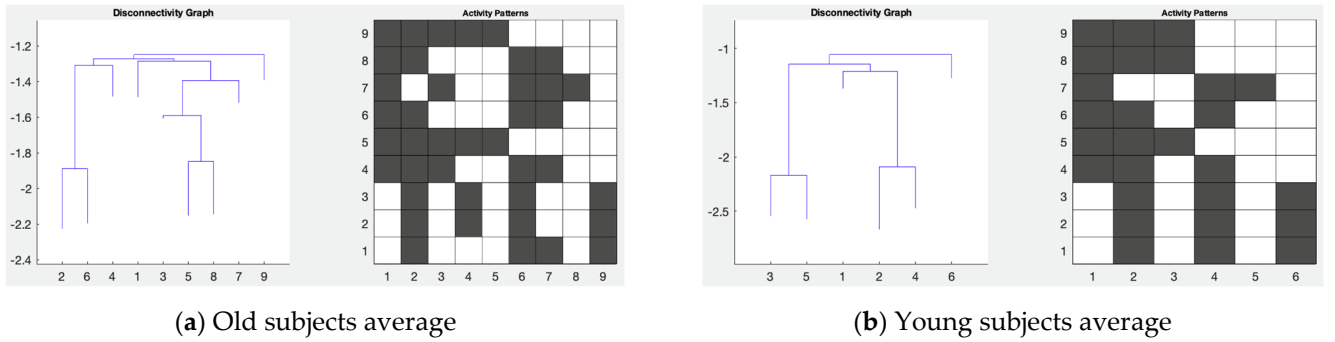 Disconnectivity Graph
-1.2
-1.4
-1.6
-1.8
-2
-2.2
-2.4
2 6 4 1 3 5 8 7 9
Activity Patterns
9
8
7
6
5
4
3
2
1
1 2 3 4 5 6 7 8 9
(a) Old subjects average
Disconnectivity Graph
-1
-1.5
-2
-2.5
3 5 1 2 4 6
Activity Patterns
9
8
7
6
5
4
3
2
1
1 2 3 4 5 6
(b) Young subjects average